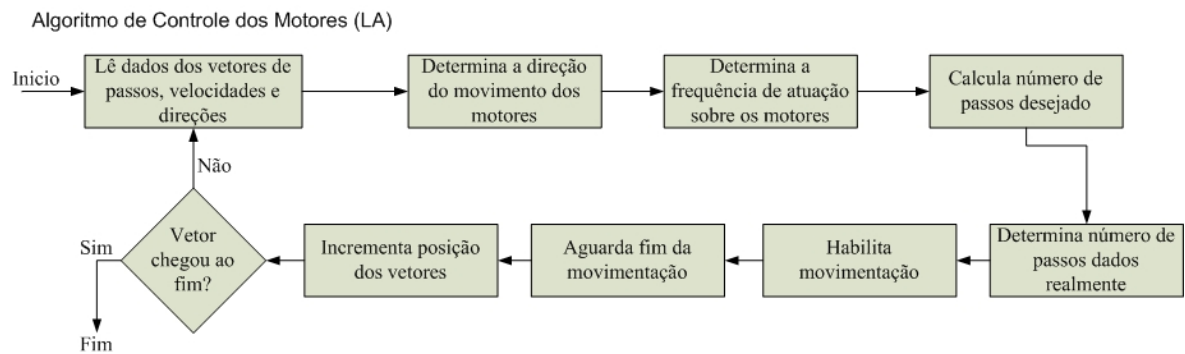 Algoritmo de Controle dos Motores (LA)
Inicio
Lê dados dos vetores de
passos, velocidades e
direções
Determina a direção
do movimento dos
motores
Determina a
frequência de atuação
sobre os motores
Calcula número de
passos desejado
Determina número de
passos dados
realmente
Habilita
movimentação
Aguarda fim da
movimentação
Incrementa posição
dos vetores
Vetor
chegou ao
fim?
Não
Sim
Fim